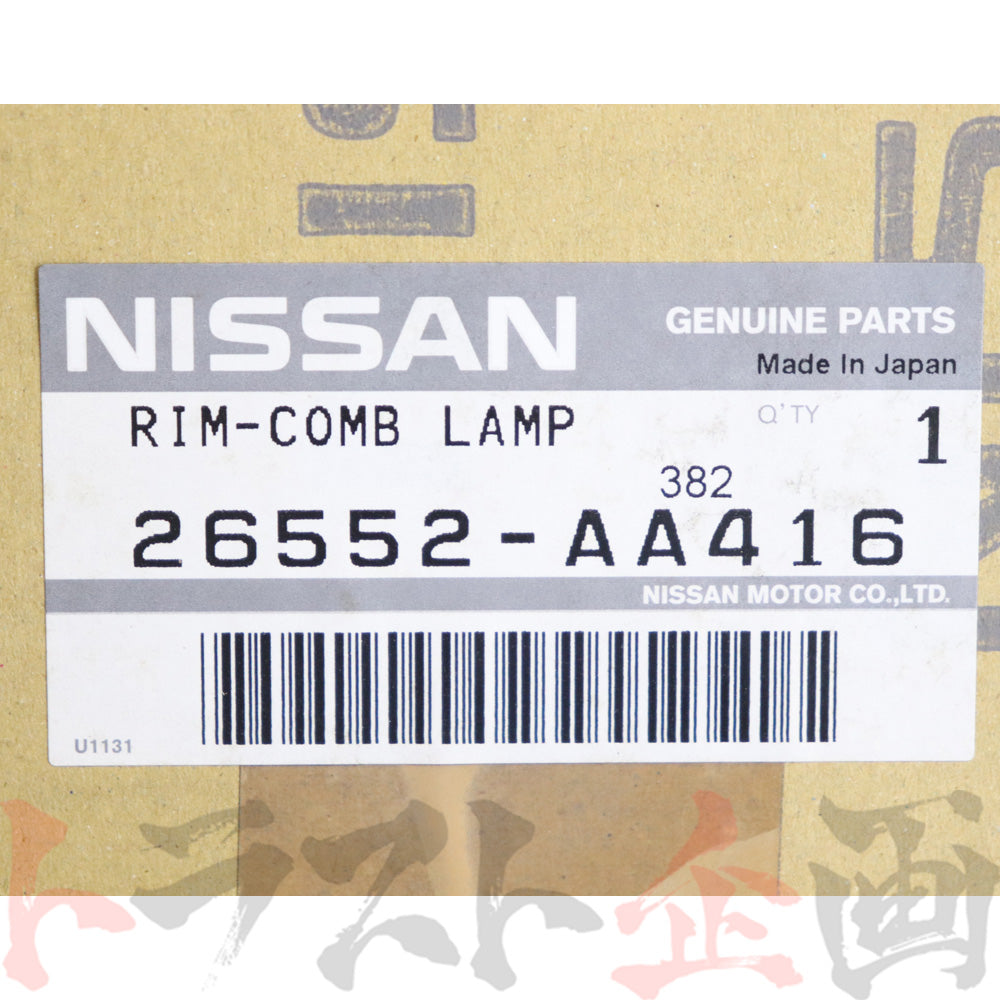 NISSAN
GENUINE PARTS
Made In Japan
RIM-COMB LAMP
Q'TY
1
382
26552-AA416
NISSAN MOTOR CO.,LTD.
U1131
トラスト企画